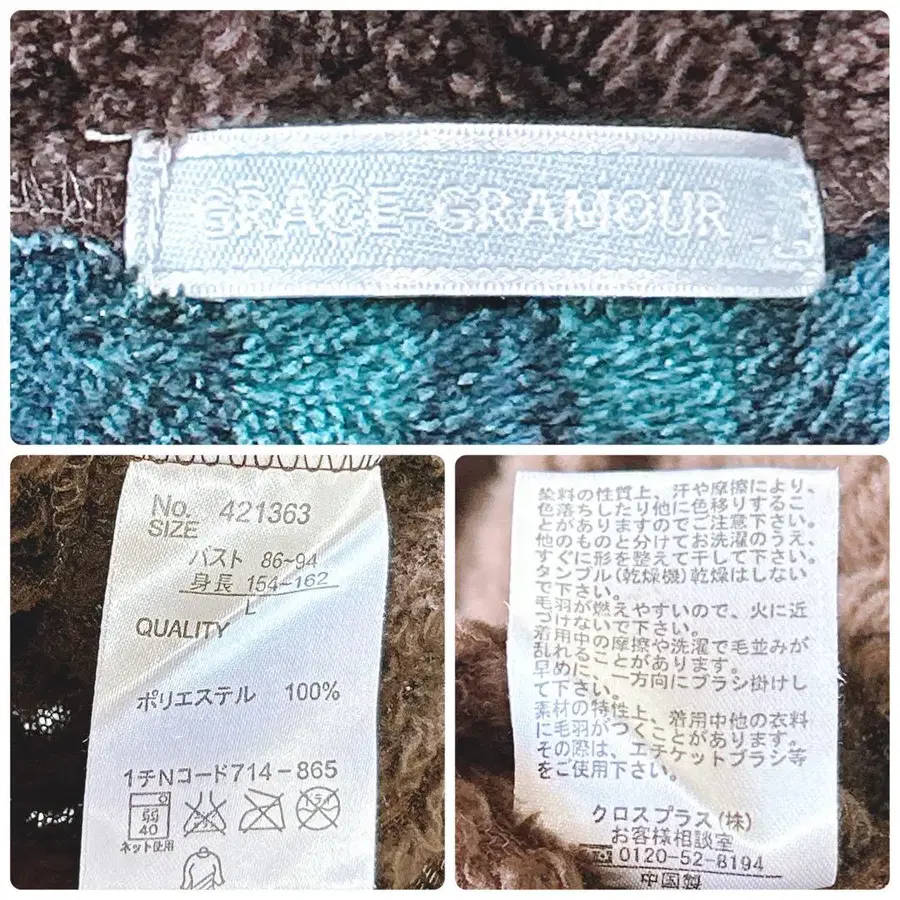 GRACE GRAMOUR
No. 421363
SIZE
バスト 86-94
身長 154-162
L
QUALITY
ポリエステル 100%
1チNコード714-865
弱
40
ドライ
ネット使用
染料の性質上、汗や摩擦により、
色落ちしたり他に色移りするこ
とがありますのでご注意下さい。
他のものと分けてお洗濯のうえ、
すぐに形を整えて干して下さい。
タンブル(乾燥機)乾燥はしない
で下さい。
毛羽が燃えやすいので、火に近
づけないで下さい。
着用中の摩擦や洗濯で毛並みが
乱れることがあります。
早めに、一方向にブラシ掛けし
て下さい。
素材の特性上、着用中他の衣料
に毛羽がつくことがあります。
その際は、エチケットブラシ等
をご使用下さい。
クロスプラス(株)
お客様相談室
0120-52-8194
中国製